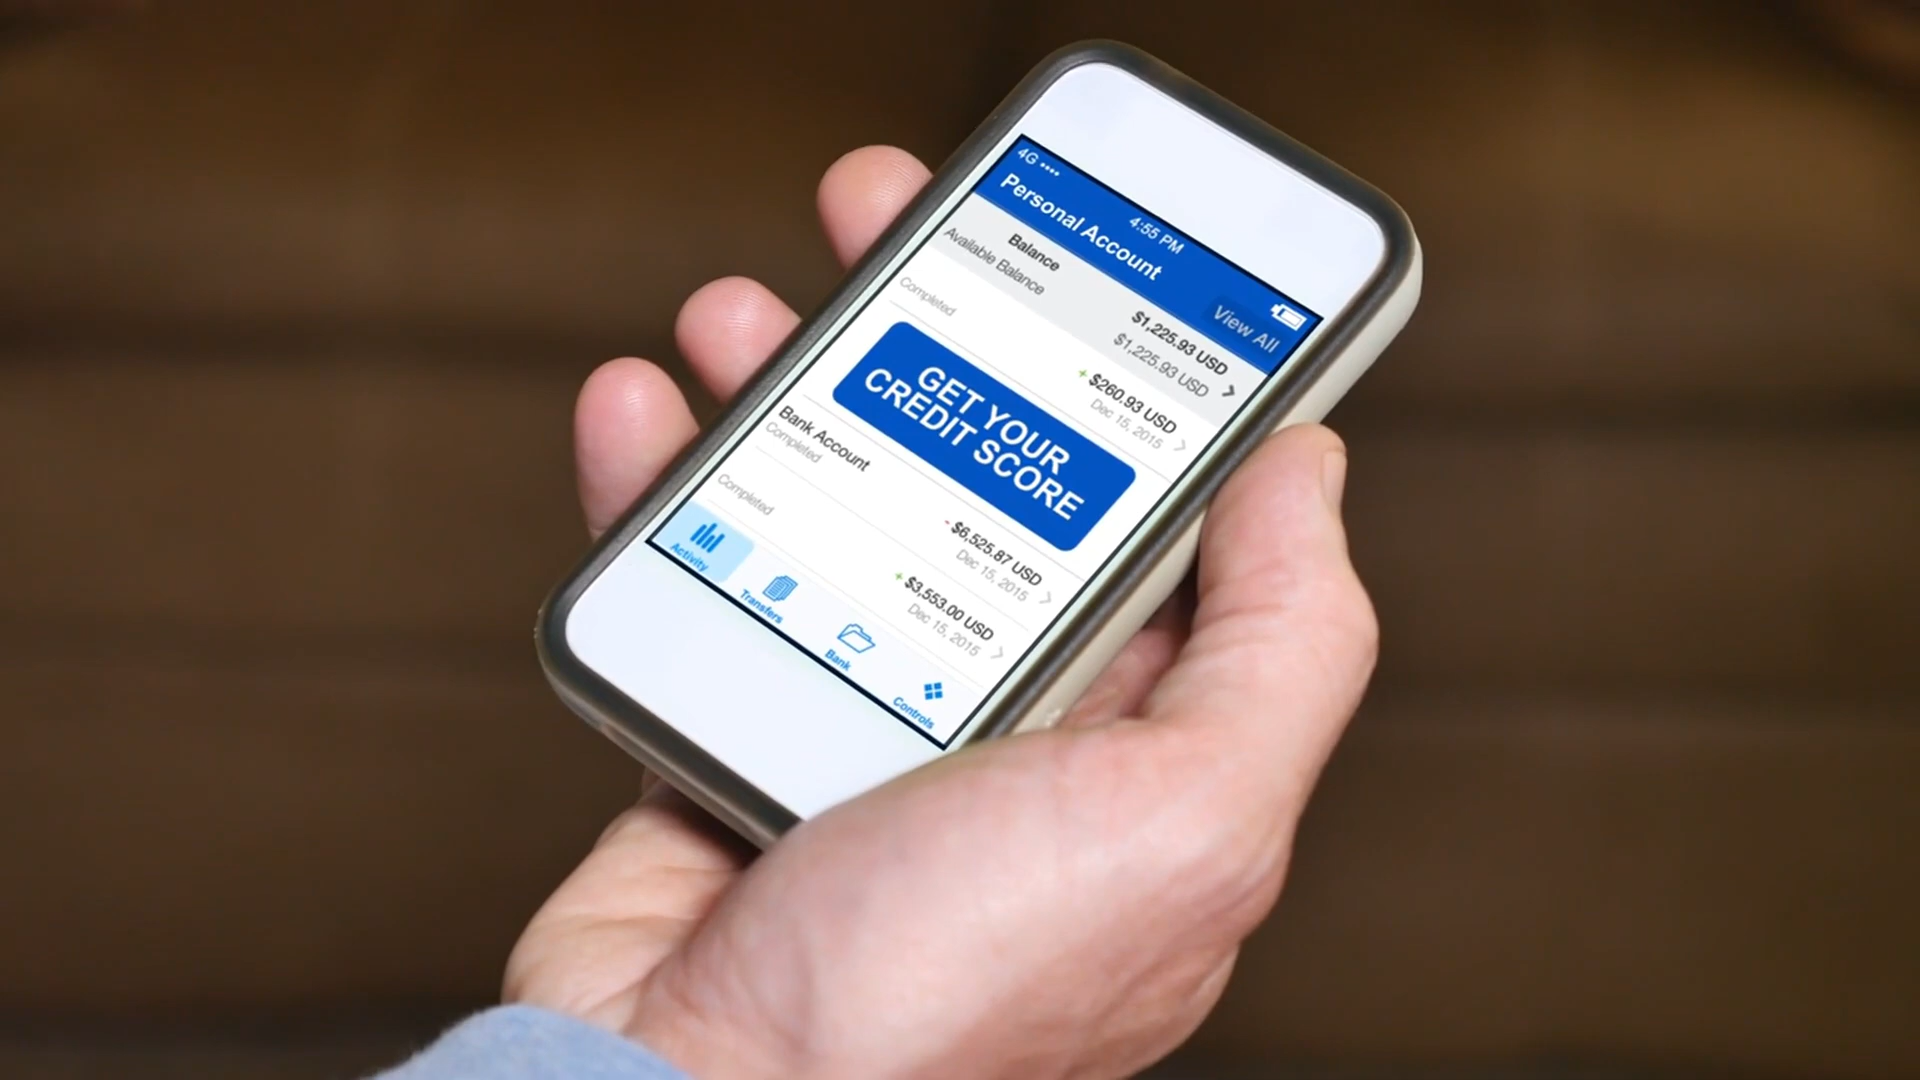 4G
4:55 PM
Personal Account
View All
Balance
$1,225.93 USD
Available Balance
$1,225.93 USD
+ $260.93 USD
Completed
Dec 15, 2015
GET YOUR
CREDIT SCORE
Bank Account
- $6,525.87 USD
Completed
Dec 15, 2015
+ $3,553.00 USD
Completed
Dec 15, 2015
Activity
Transfers
Bank
Controls